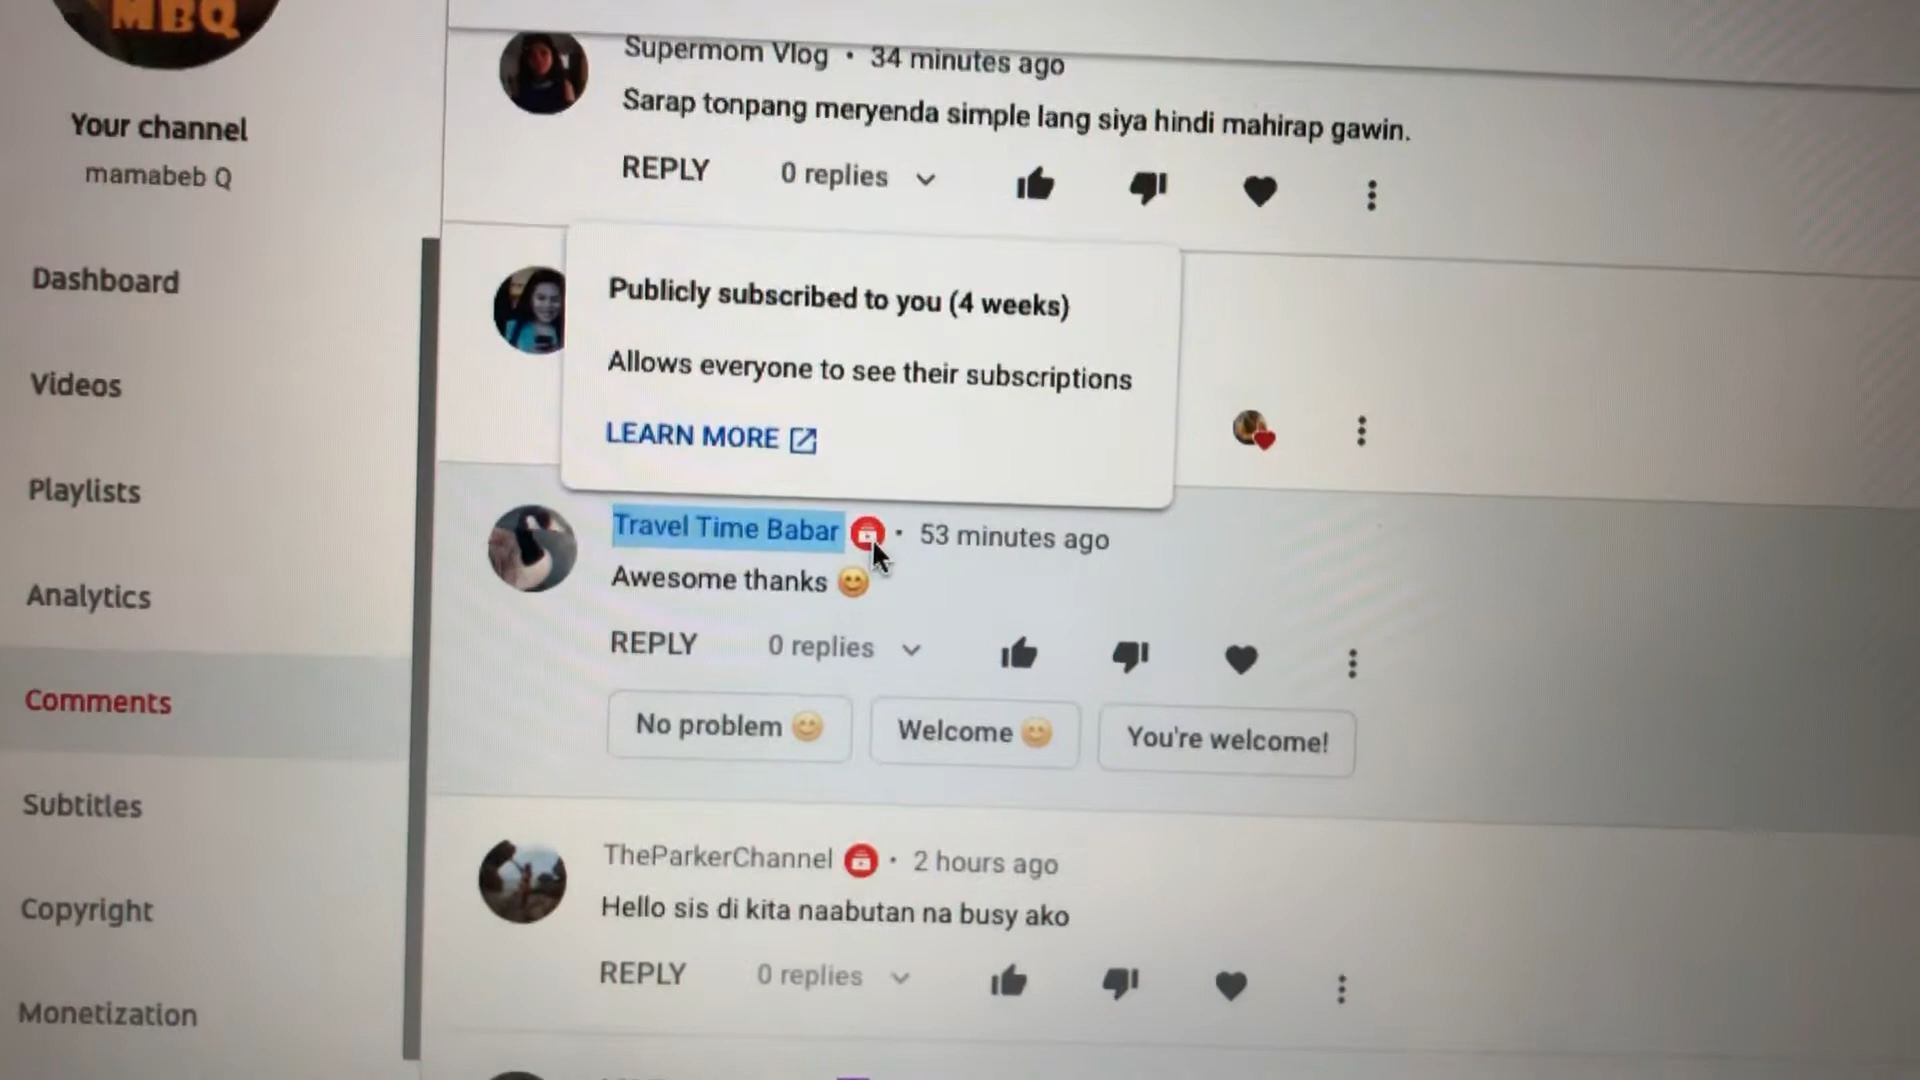 MBQ
Your channel
mamabeb Q
Dashboard
Videos
Playlists
Analytics
Comments
Subtitles
Copyright
Monetization
Supermom Vlog • 34 minutes ago
Sarap tonpang meryenda simple lang siya hindi mahirap gawin.
REPLY 0 replies
Publicly subscribed to you (4 weeks)
Allows everyone to see their subscriptions
LEARN MORE
Travel Time Babar • 53 minutes ago
Awesome thanks 😊
REPLY 0 replies
No problem 😊 Welcome 😊 You're welcome!
TheParkerChannel • 2 hours ago
Hello sis di kita naabutan na busy ako
REPLY 0 replies